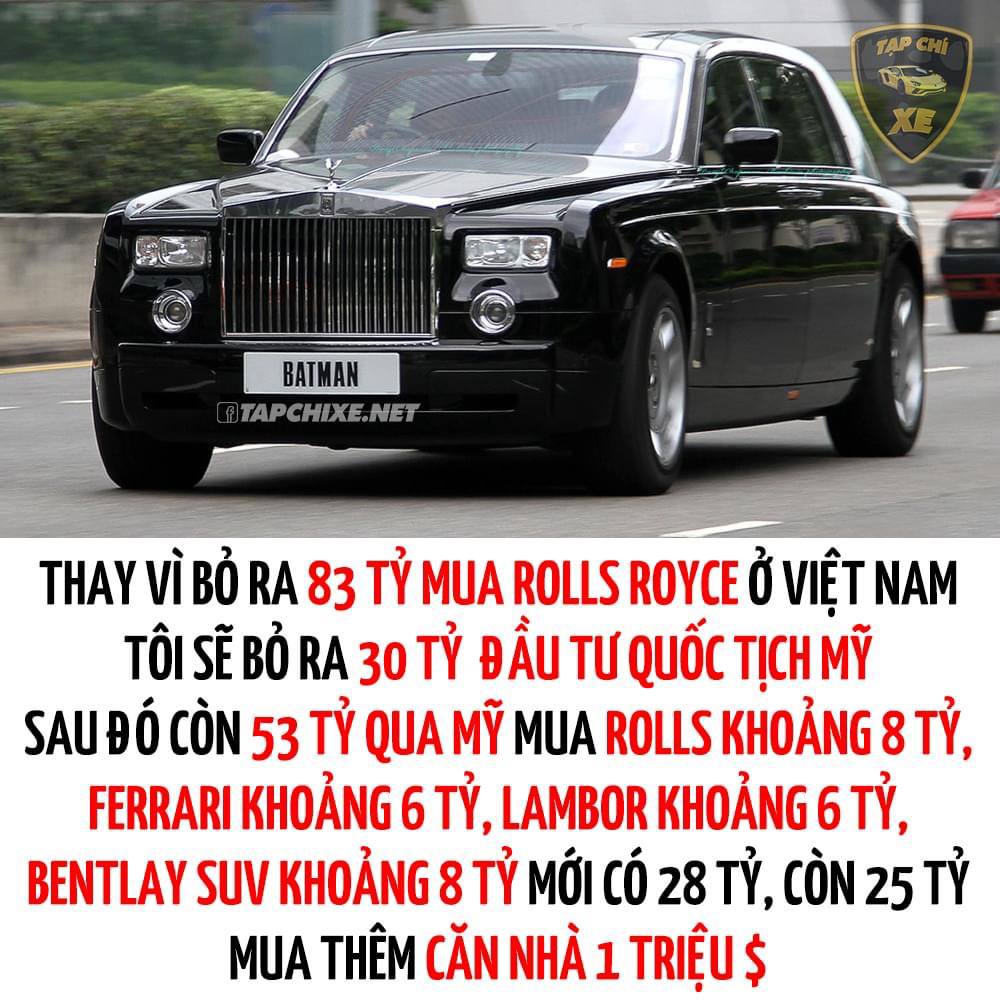 TẠP CHÍ
XE
BATMAN
TAPCHIXE.NET
THAY VÌ BỎ RA 83 TỶ MUA ROLLS ROYCE Ở VIỆT NAM
TÔI SẼ BỎ RA 30 TỶ ĐẦU TƯ QUỐC TỊCH MỸ
SAU ĐÓ CÒN 53 TỶ QUA MỸ MUA ROLLS KHOẢNG 8 TỶ,
FERRARI KHOẢNG 6 TỶ, LAMBOR KHOẢNG 6 TỶ,
BENTLAY SUV KHOẢNG 8 TỶ MỚI CÓ 28 TỶ, CÒN 25 TỶ
MUA THÊM CĂN NHÀ 1 TRIỆU $